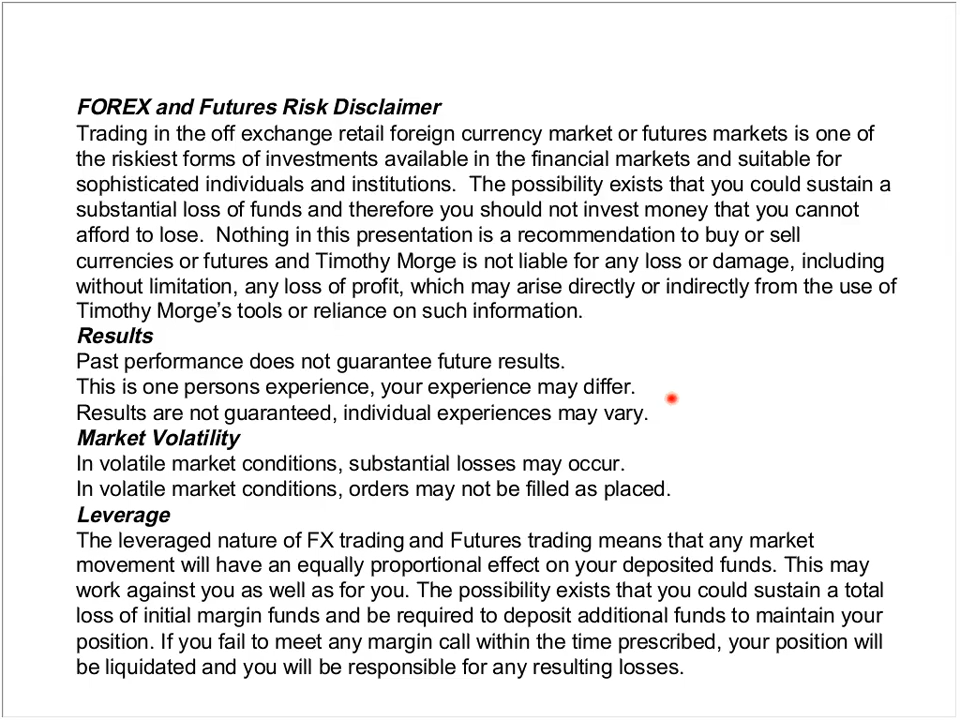 FOREX and Futures Risk Disclaimer
Trading in the off exchange retail foreign currency market or futures markets is one of
the riskiest forms of investments available in the financial markets and suitable for
sophisticated individuals and institutions.  The possibility exists that you could sustain a
substantial loss of funds and therefore you should not invest money that you cannot
afford to lose.  Nothing in this presentation is a recommendation to buy or sell
currencies or futures and Timothy Morge is not liable for any loss or damage, including
without limitation, any loss of profit, which may arise directly or indirectly from the use of
Timothy Morge’s tools or reliance on such information.
Results
Past performance does not guarantee future results.
This is one persons experience, your experience may differ.
Results are not guaranteed, individual experiences may vary.
Market Volatility
In volatile market conditions, substantial losses may occur.
In volatile market conditions, orders may not be filled as placed.
Leverage
The leveraged nature of FX trading and Futures trading means that any market
movement will have an equally proportional effect on your deposited funds. This may
work against you as well as for you. The possibility exists that you could sustain a total
loss of initial margin funds and be required to deposit additional funds to maintain your
position. If you fail to meet any margin call within the time prescribed, your position will
be liquidated and you will be responsible for any resulting losses.